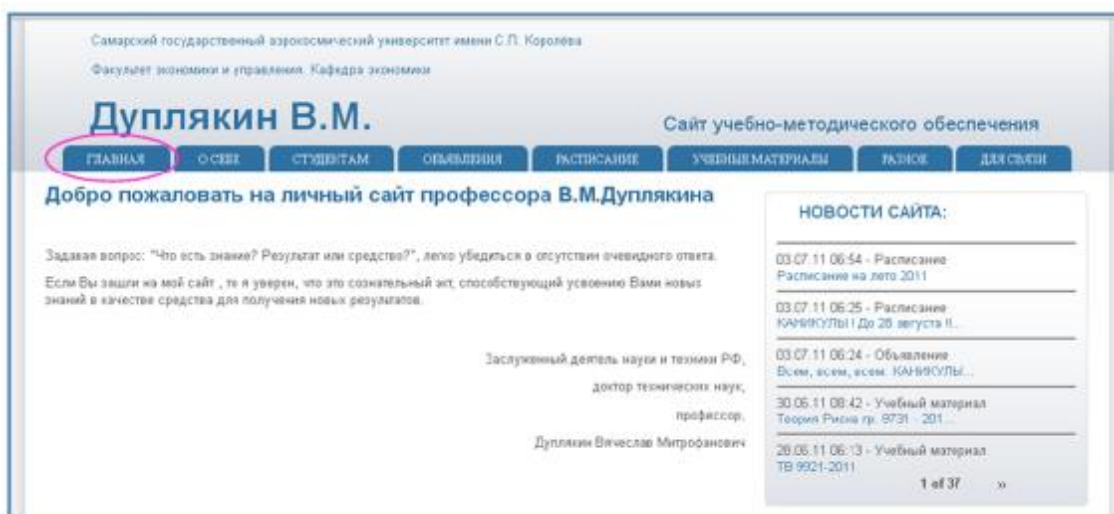 Самарский государственный аэрокосмический университет имени С.П. Королёва
Факультет экономики и управления. Кафедра экономики
Дуплякин В.М.
Сайт учебно-методического обеспечения
ГЛАВНАЯ О СЕБЕ СТУДЕНТАМ ОБЪЯВЛЕНИЯ РАСПИСАНИЕ УЧЕБНЫЕ МАТЕРИАЛЫ РАЗНОЕ ДЛЯ СВЯЗИ
Добро пожаловать на личный сайт профессора В.М.Дуплякина
Задавая вопрос: "Что есть знание? Результат или средство?", легко убедиться в отсутствии очевидного ответа.
Если Вы зашли на мой сайт , то я уверен, что это сознательный акт, способствующий усвоению Вами новых
знаний в качестве средства для получения новых результатов.
Заслуженный деятель науки и техники РФ,
доктор технических наук,
профессор,
Дуплякин Вячеслав Митрофанович
НОВОСТИ САЙТА:
03.07.11 06:54 - Расписание
Расписание на лето 2011
03.07.11 06:25 - Расписание
КАНИКУЛЫ ! До 28 августа !!...
03.07.11 06:24 - Объявление
Всем, всем, всем. КАНИКУЛЫ...
30.06.11 08:42 - Учебный материал
Теория Риска гр. 9731 - 201...
28.06.11 06:13 - Учебный материал
ТВ 9921-2011
1 of 37 »